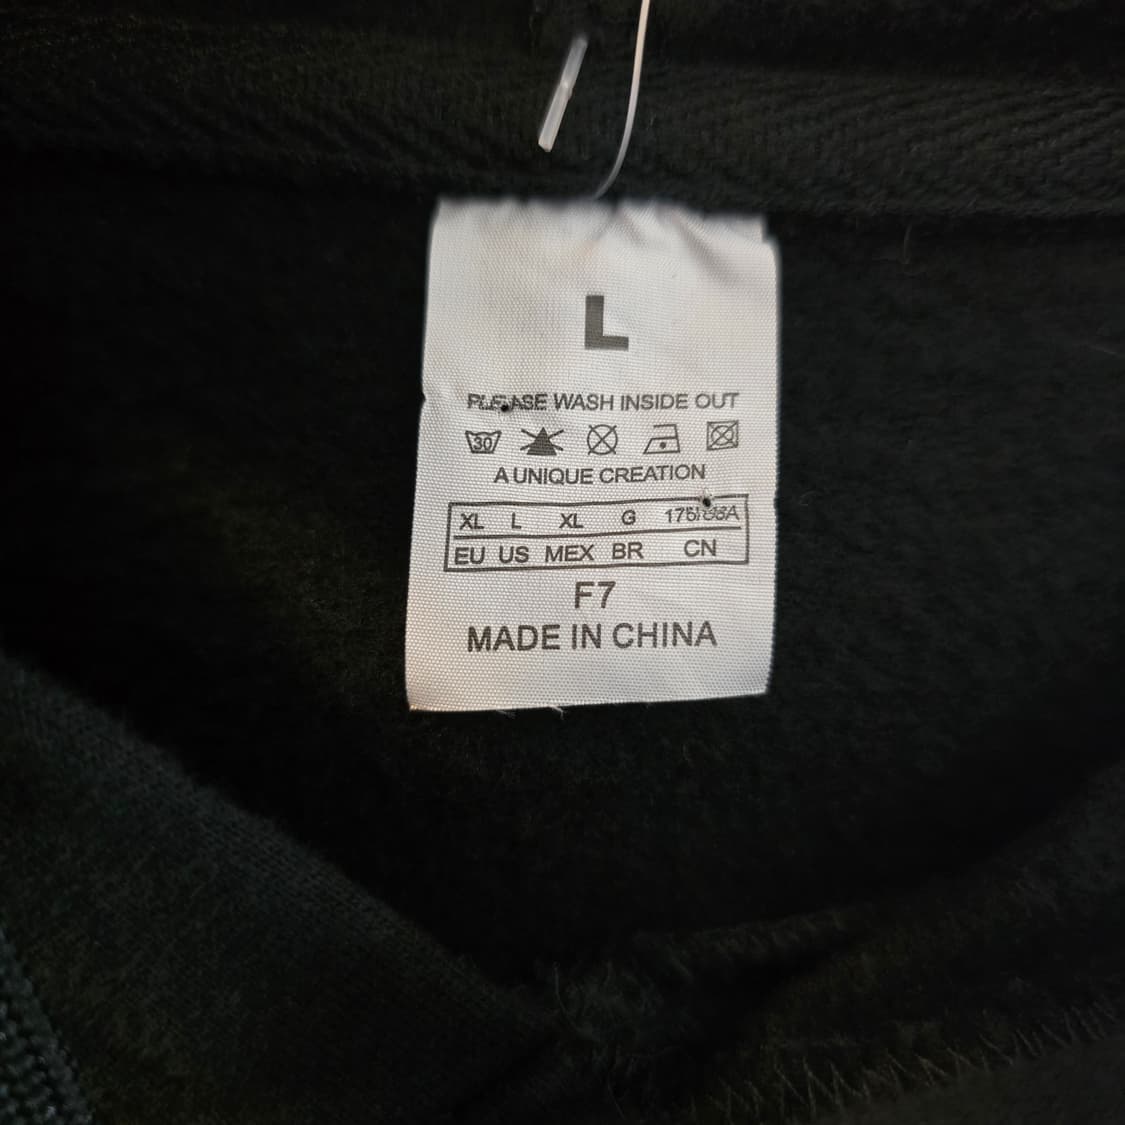 L
PLEASE WASH INSIDE OUT
30
A UNIQUE CREATION
XL L XL G
EU US MEX BR CN
F7
MADE IN CHINA